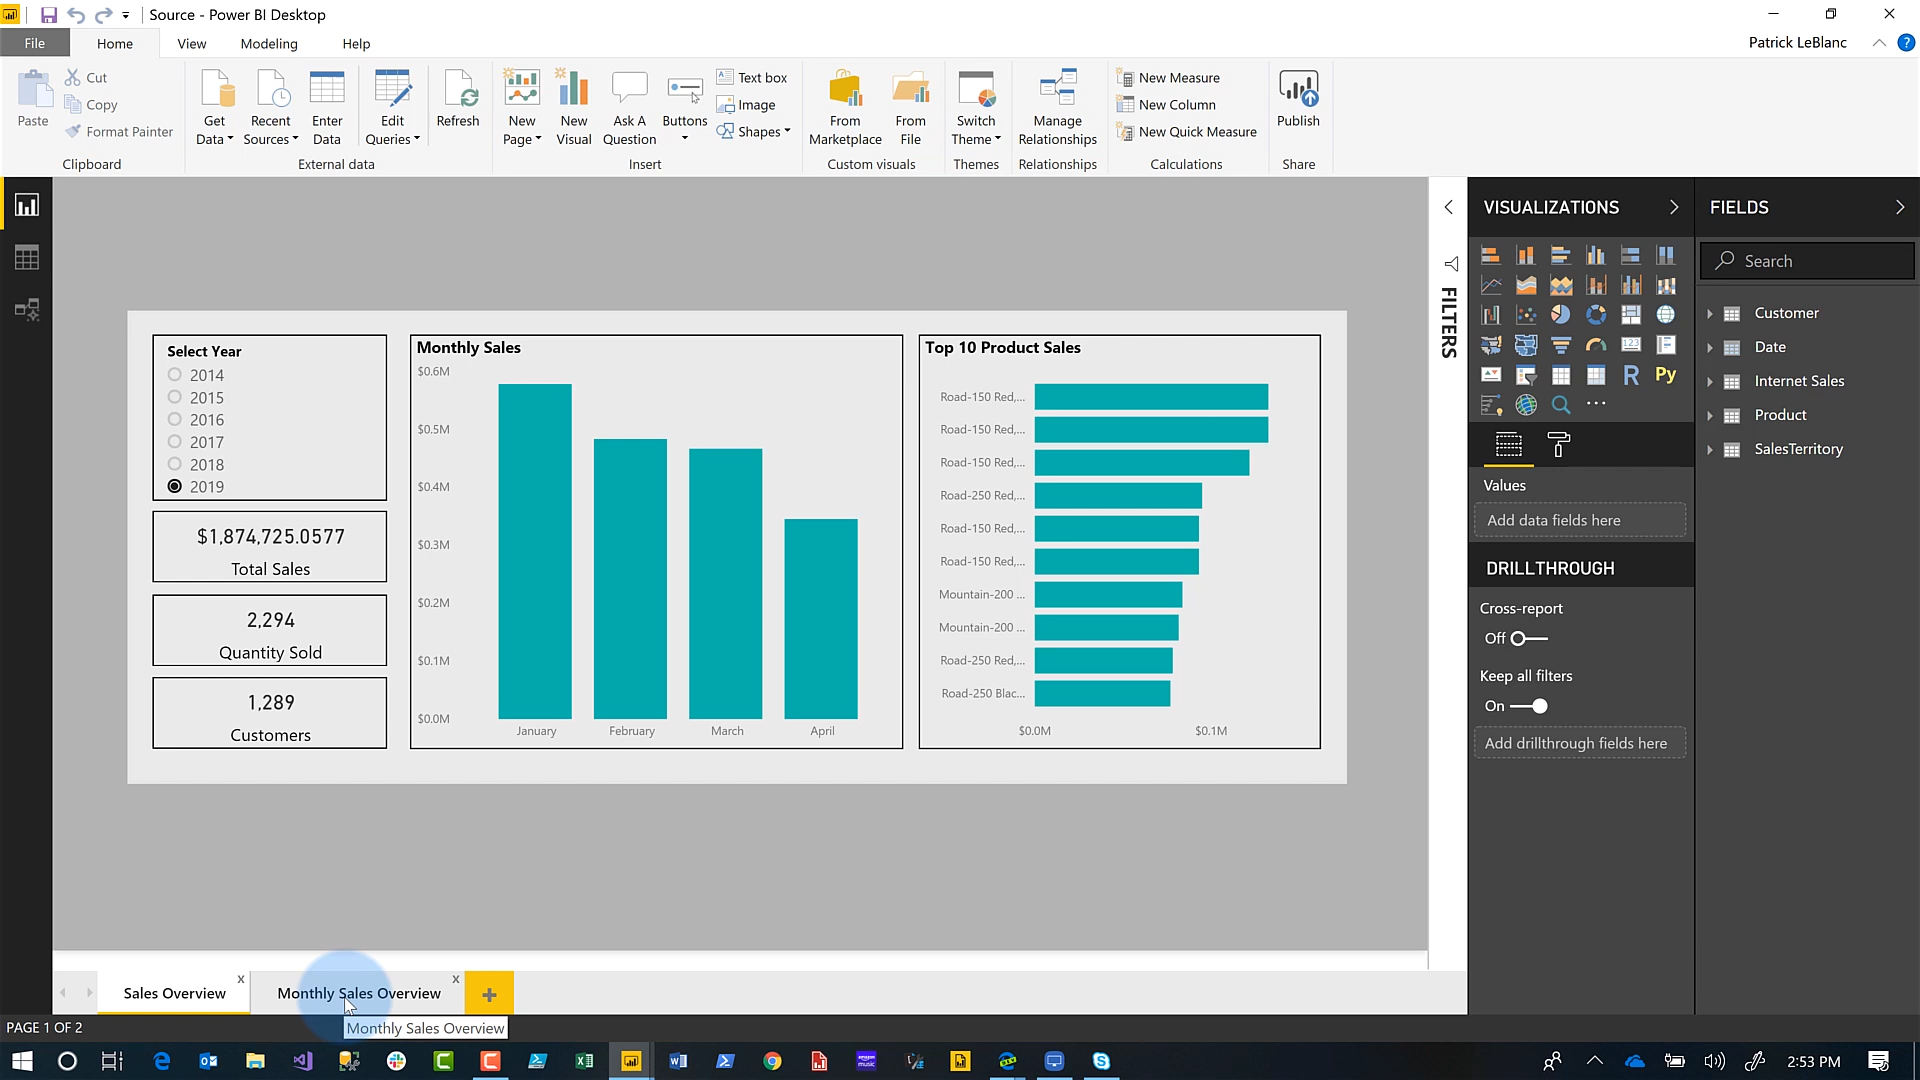 Source - Power BI Desktop
File
Home
View
Modeling
Help
Patrick LeBlanc
?
Paste
Cut
Copy
Format Painter
Clipboard
Get
Data
Recent
Sources
Enter
Data
Edit
Queries
Refresh
External data
New
Page
New
Visual
Ask A
Question
Buttons
Text box
Image
Shapes
Insert
From
Marketplace
From
File
Custom visuals
Switch
Theme
Themes
Manage
Relationships
Relationships
New Measure
New Column
New Quick Measure
Calculations
Publish
Share
Select Year
2014
2015
2016
2017
2018
2019
$1,874,725.0577
Total Sales
2,294
Quantity Sold
1,289
Customers
Monthly Sales
$0.6M
$0.5M
$0.4M
$0.3M
$0.2M
$0.1M
$0.0M
January
February
March
April
Top 10 Product Sales
Road-150 Red,...
Road-150 Red,...
Road-150 Red,...
Road-250 Red,...
Road-150 Red,...
Road-150 Red,...
Mountain-200 ...
Mountain-200 ...
Road-250 Red,...
Road-250 Blac...
$0.0M
$0.1M
FILTERS
VISUALIZATIONS
123
R
Py
...
Values
Add data fields here
DRILLTHROUGH
Cross-report
Off
Keep all filters
On
Add drillthrough fields here
FIELDS
Search
Customer
Date
Internet Sales
Product
SalesTerritory
Sales Overview
x
Monthly Sales Overview
x
+
Monthly Sales Overview
PAGE 1 OF 2
2:53 PM